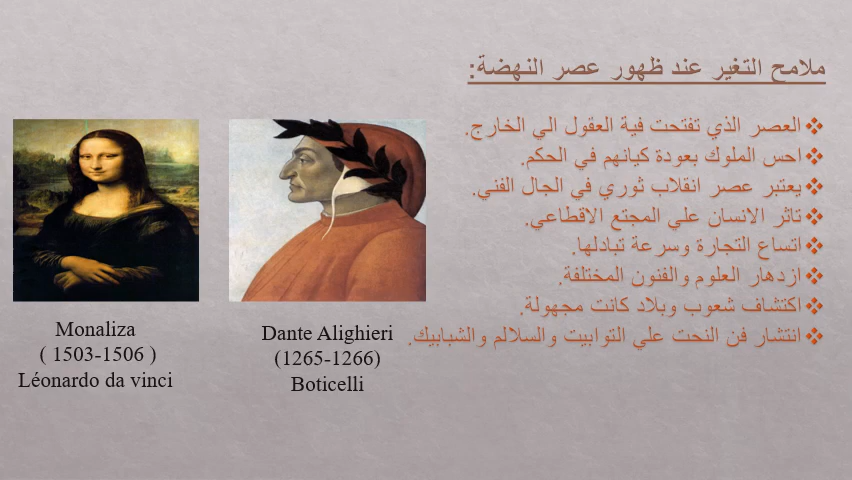 ملامح التغير عند ظهور عصر النهضة:
العصر الذي تفتحت فية العقول الي الخارج.
احس الملوك بعودة كيانهم في الحكم.
يعتبر عصر انقلاب ثوري في الجال الفني.
تاثر الانسان علي المجتع الاقطاعي.
اتساع التجارة وسرعة تبادلها.
ازدهار العلوم والفنون المختلفة.
اكتشاف شعوب وبلاد كانت مجهولة.
انتشار فن النحت علي التوابيت والسلالم والشبابيك.
Dante Alighieri
(1265-1266)
Boticelli
Monaliza
( 1503-1506 )
Léonardo da vinci